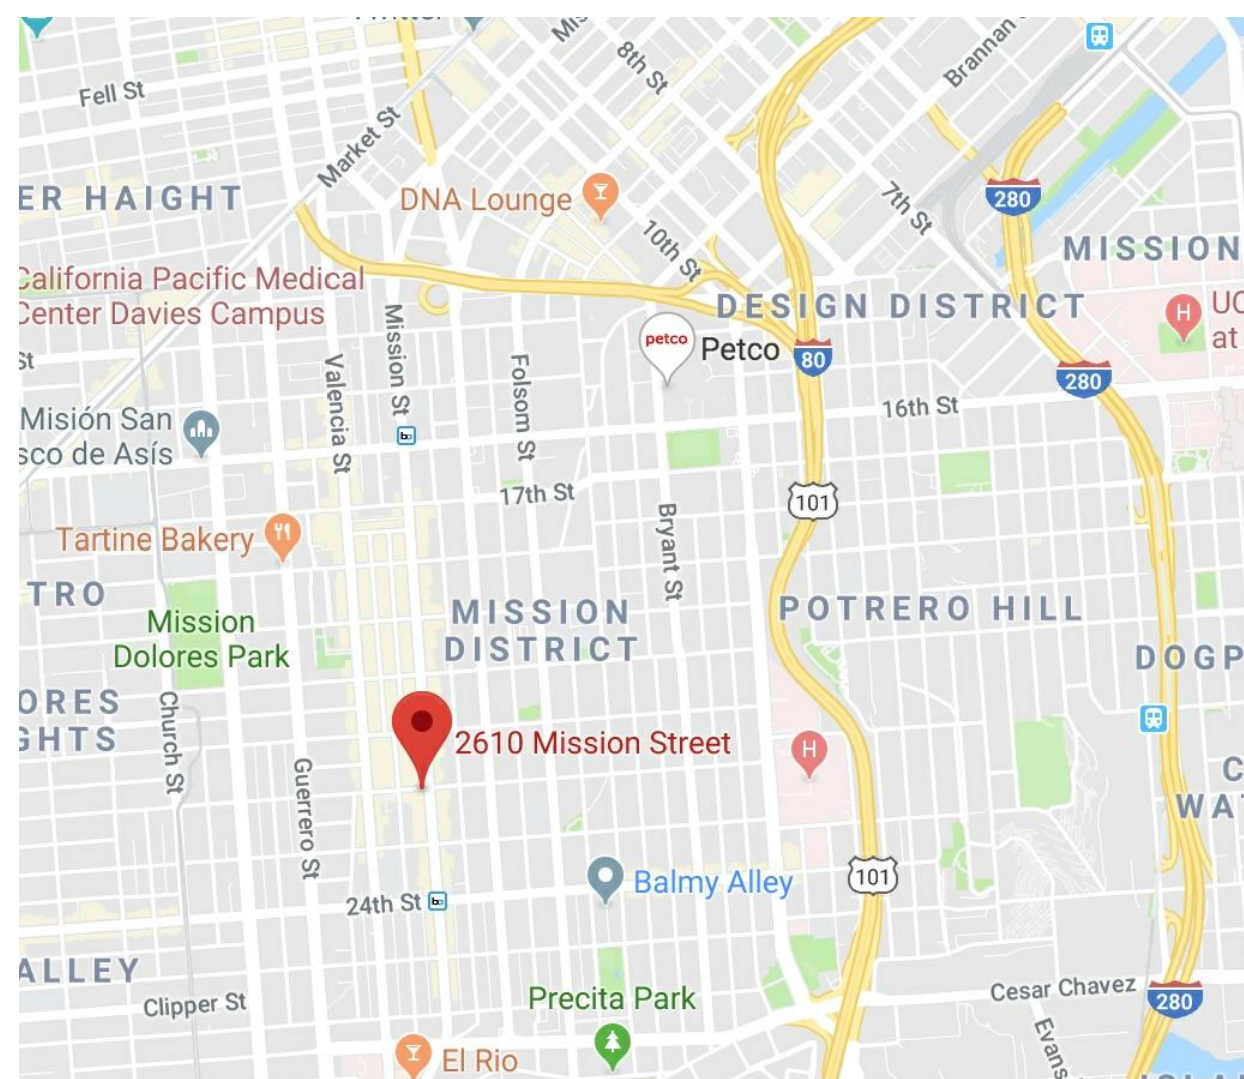 Twitter
8th St
Brannan
Fell St
Market St
ER HAIGHT
DNA Lounge
280
7th St
10th St
MISSION
California Pacific Medical
Center Davies Campus
DESIGN DISTRICT
H
UC
at
Mission St
petco
Petco
80
280
St
Valencia St
Folsom St
16th St
Misión San
sco de Asís
17th St
101
Tartine Bakery
Bryant St
TRO
Mission
Dolores Park
MISSION
DISTRICT
POTRERO HILL
DOGP
ORES
GHTS
Church St
2610 Mission Street
H
Guerrero St
C
WA
Balmy Alley
101
24th St
ALLEY
Clipper St
Precita Park
Cesar Chavez
280
Evans
El Rio